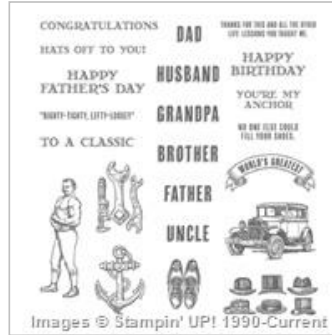 CONGRATULATIONS
HATS OFF TO YOU!
HAPPY
FATHER'S DAY
"RIGHTY-TIGHTY, LEFTY-LOOSEY"
TO A CLASSIC
DAD
HUSBAND
GRANDPA
BROTHER
FATHER
UNCLE
THANKS FOR THIS AND ALL THE OTHER
LIFE LESSONS YOU TAUGHT ME.
HAPPY
BIRTHDAY
YOU'RE MY
ANCHOR
NO ONE ELSE COULD
FILL YOUR SHOES.
WORLD'S GREATEST
Images © Stampin' UP! 1990-Current